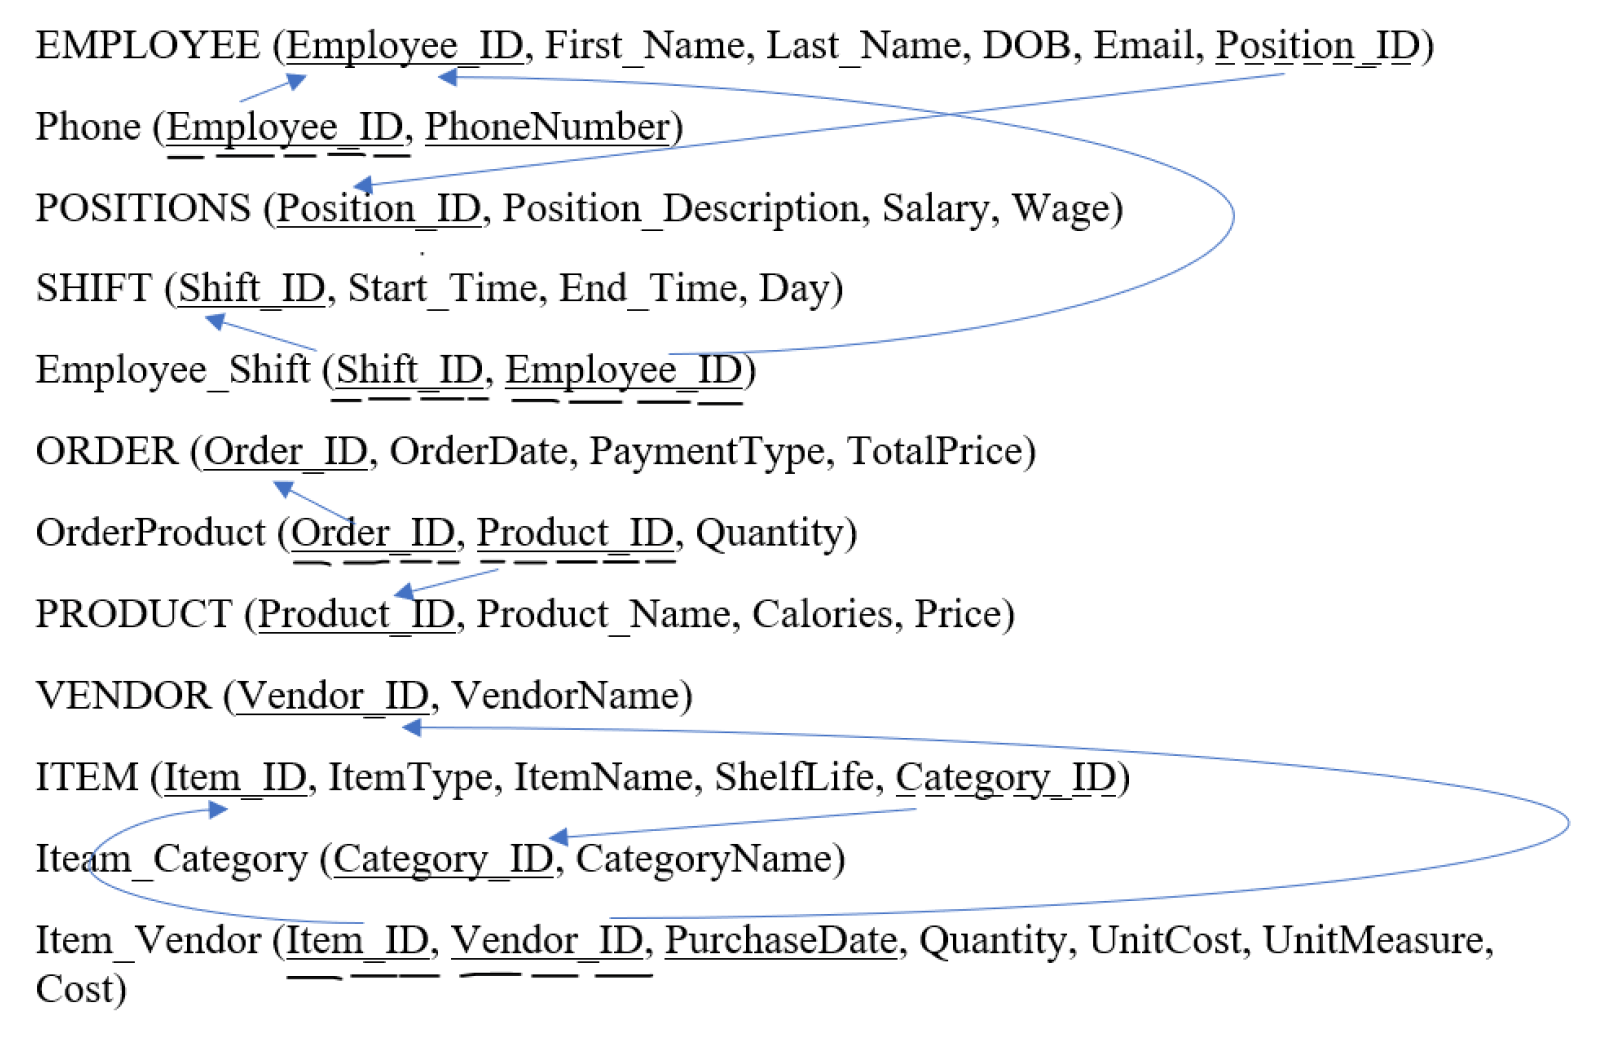 EMPLOYEE (Employee_ID, First_Name, Last_Name, DOB, Email, Position_ID)
Phone (Employee_ID, PhoneNumber)
POSITIONS (Position_ID, Position_Description, Salary, Wage)
SHIFT (Shift_ID, Start_Time, End_Time, Day)
Employee_Shift (Shift_ID, Employee_ID)
ORDER (Order_ID, OrderDate, PaymentType, TotalPrice)
OrderProduct (Order_ID, Product_ID, Quantity)
PRODUCT (Product_ID, Product_Name, Calories, Price)
VENDOR (Vendor_ID, VendorName)
ITEM (Item_ID, ItemType, ItemName, ShelfLife, Category_ID)
Iteam_Category (Category_ID, CategoryName)
Item_Vendor (Item_ID, Vendor_ID, PurchaseDate, Quantity, UnitCost, UnitMeasure,
Cost)